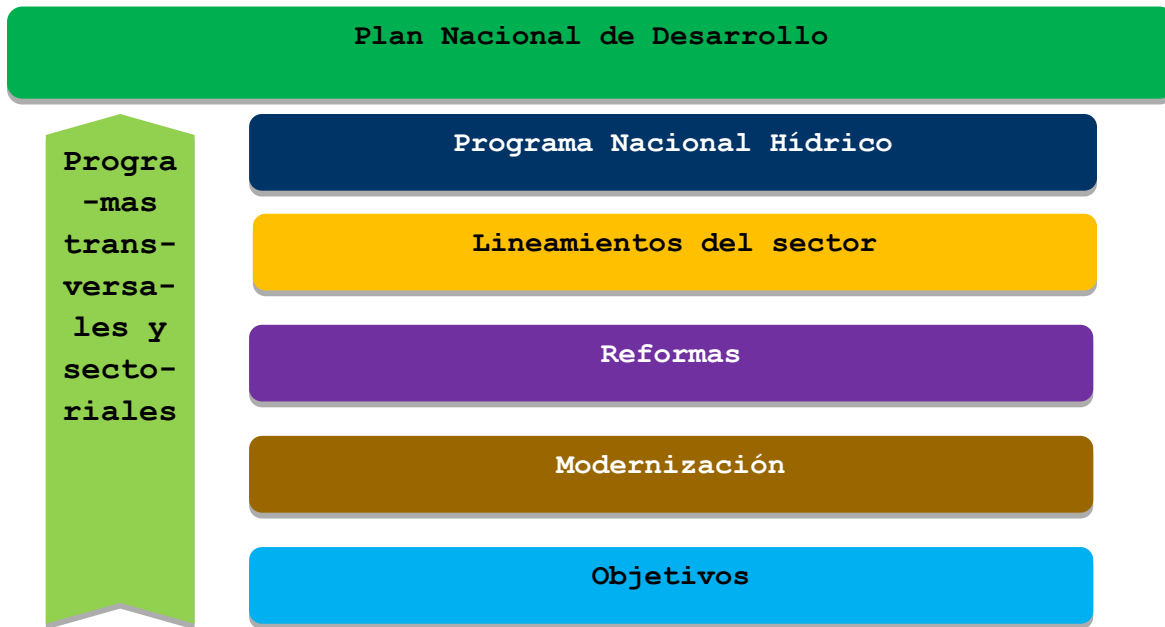 Plan Nacional de Desarrollo
Progra
-mas
trans-
versa-
les y
secto-
riales
Programa Nacional Hídrico
Lineamientos del sector
Reformas
Modernización
Objetivos